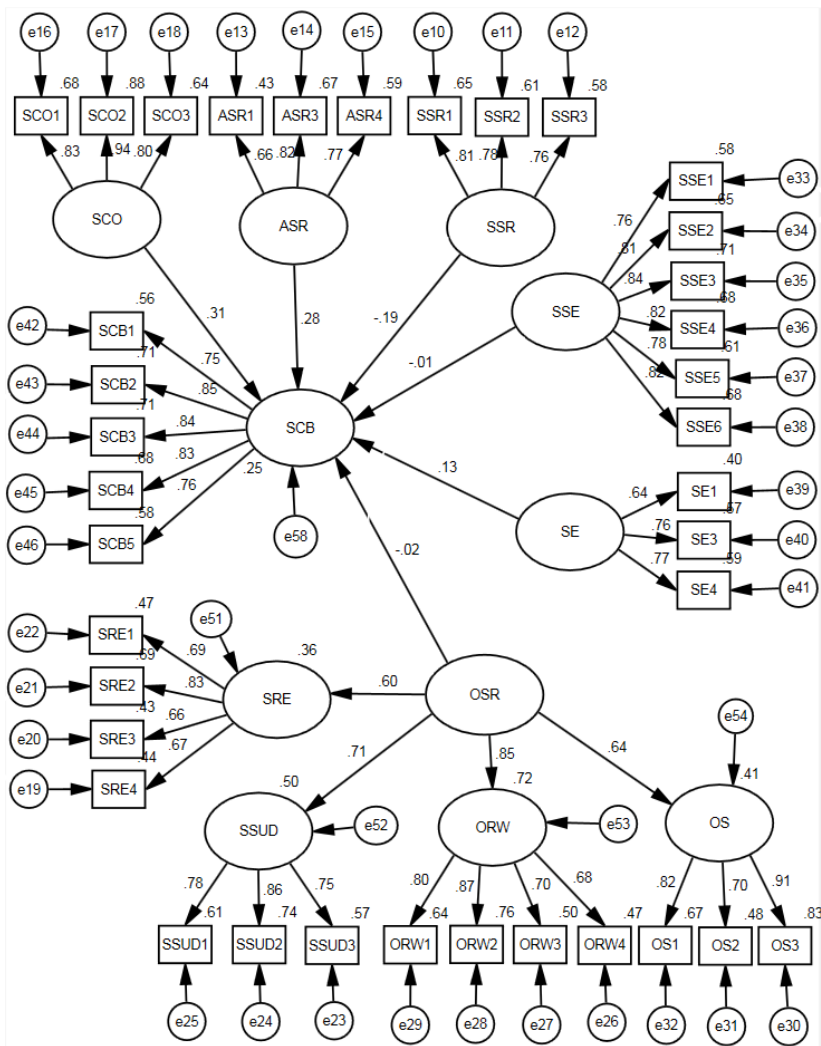 e16 e17 e18 e13 e14 e15 e10 e11 e12
.68 .88 .64 .43 .67 .59 .65 .61 .58
SCO1 SCO2 SCO3 ASR1 ASR3 ASR4 SSR1 SSR2 SSR3
.83 .94 .80 .66 .82 .77 .81 .78 .76
SCO ASR SSR
.58
SSE1 e33
.76 .65
SSE2 e34
.81 .71
SSE3 e35
.84 .68
SSE SSE4 e36
.82 .61
SSE5 e37
.78 .68
.82 SSE6 e38
.31 .28 -.19 -.01
.56
e42 SCB1
.71 .75
e43 SCB2 .85
.71
e44 SCB3 .84 SCB
.68 .83
e45 SCB4 .76 .25
.58
e46 SCB5 e58
.13
.40
.64 SE1 e39
.57
SE .76 SE3 e40
.59
.77 SE4 e41
-.02
.47 e51
e22 SRE1 .69 .36
.69
e21 SRE2 .83 SRE .60 OSR
.43
e20 SRE3 .66
.44 .67
e19 SRE4
.71 .85 .64 e54
.50 .72 .41
SSUD e52 ORW e53 OS
.78 .86 .75 .80 .87 .70 .68 .82 .70 .91
.61 .74 .57 .64 .76 .50 .47 .67 .48 .83
SSUD1 SSUD2 SSUD3 ORW1 ORW2 ORW3 ORW4 OS1 OS2 OS3
e25 e24 e23 e29 e28 e27 e26 e32 e31 e30